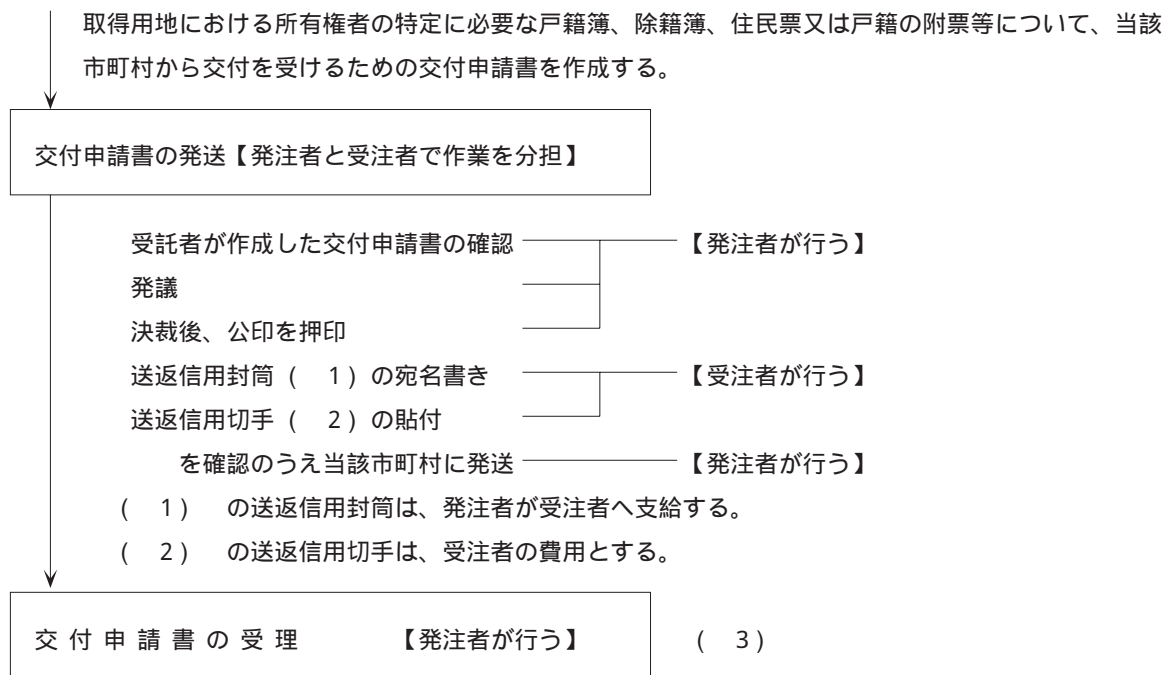 取得用地における所有権者の特定に必要な戸籍簿、除籍簿、住民票又は戸籍の附票等について、当該
市町村から交付を受けるための交付申請書を作成する。
交付申請書の発送【発注者と受注者で作業を分担】
受託者が作成した交付申請書の確認 【発注者が行う】
発議
決裁後、公印を押印
送返信用封筒( 1)の宛名書き 【受注者が行う】
送返信用切手( 2)の貼付
を確認のうえ当該市町村に発送 【発注者が行う】
( 1) の送返信用封筒は、発注者が受注者へ支給する。
( 2) の送返信用切手は、受注者の費用とする。
交付申請書の受理 【発注者が行う】 ( 3)